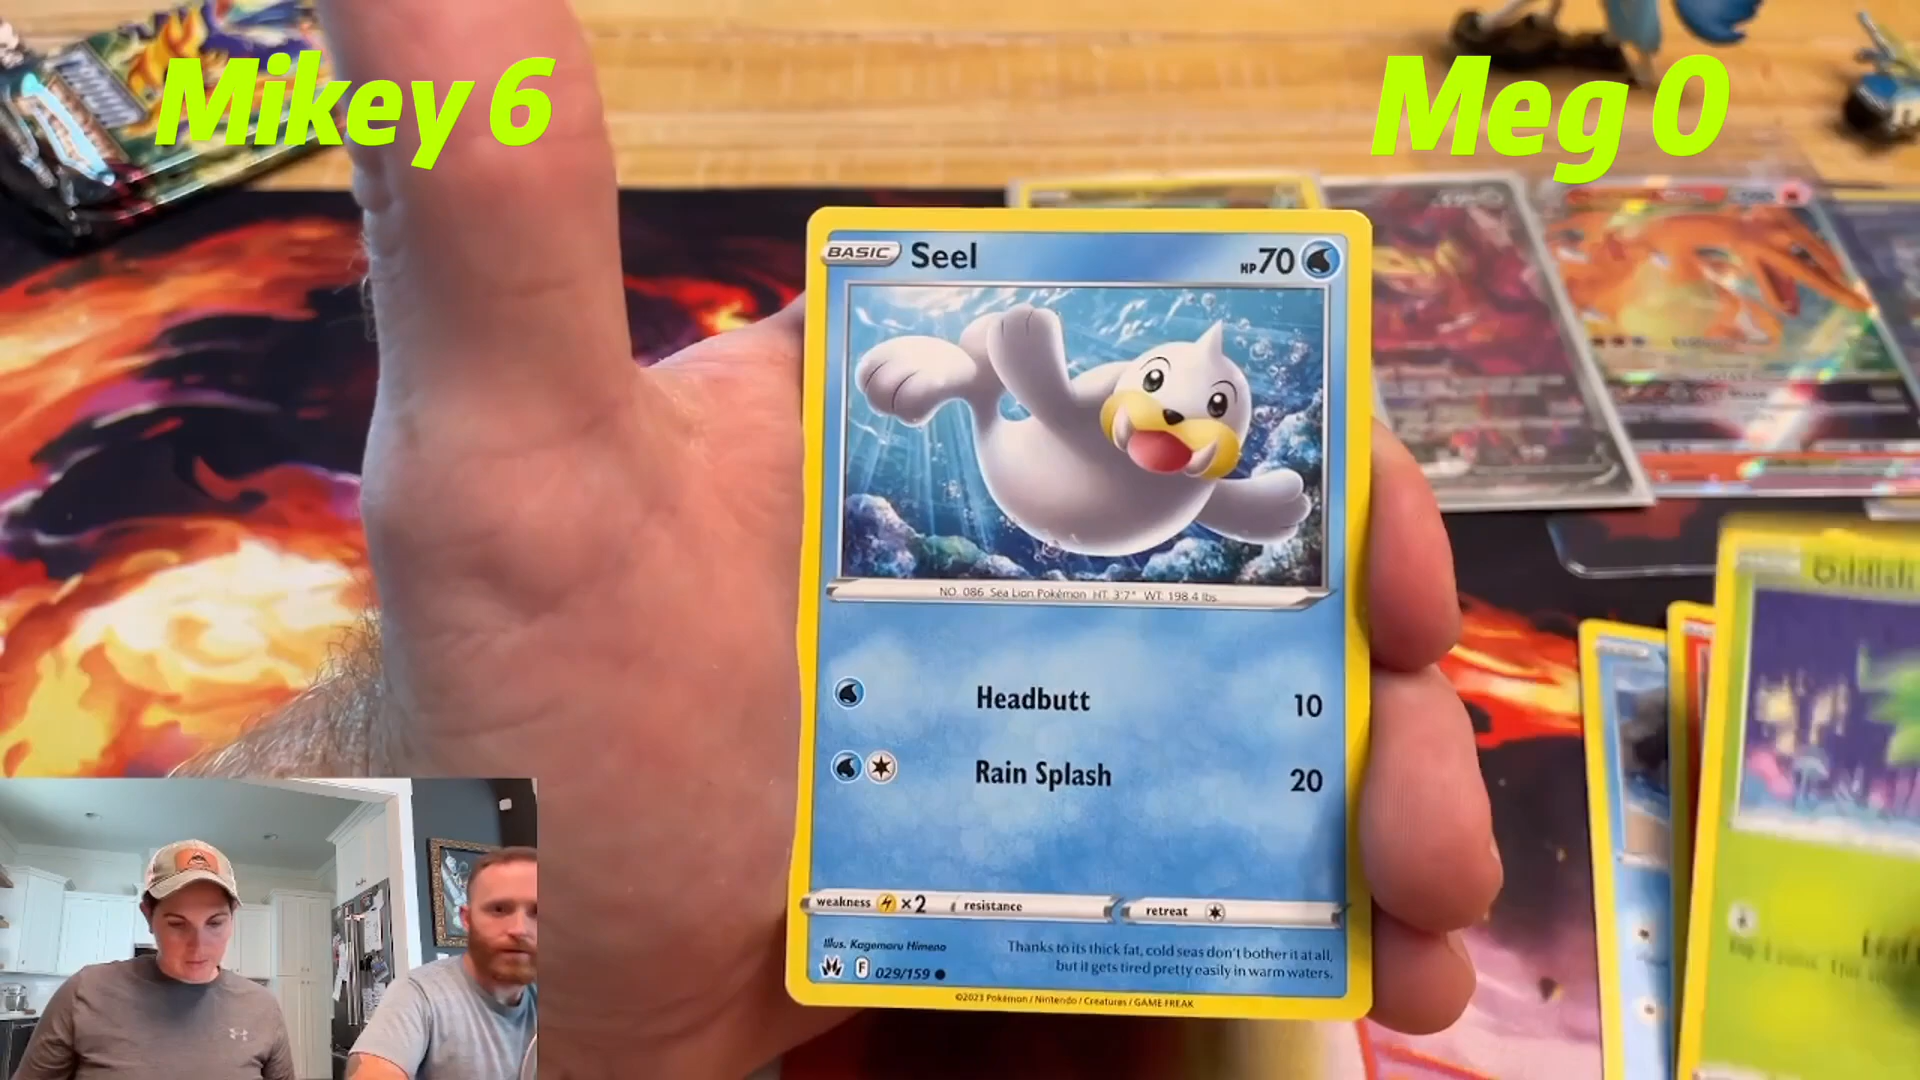 Mikey 6
Meg 0
BASIC Seel HP 70
NO. 086 Sea Lion Pokémon HT. 3'7" WT. 198.4 lbs.
Headbutt 10
Rain Splash 20
weakness ×2 resistance retreat
Illus. Kagemaru Himeno
Thanks to its thick fat, cold seas don't bother it at all,
but it gets tired pretty easily in warm waters.
F 029/159
©2023 Pokémon / Nintendo / Creatures / GAME FREAK
Oddish